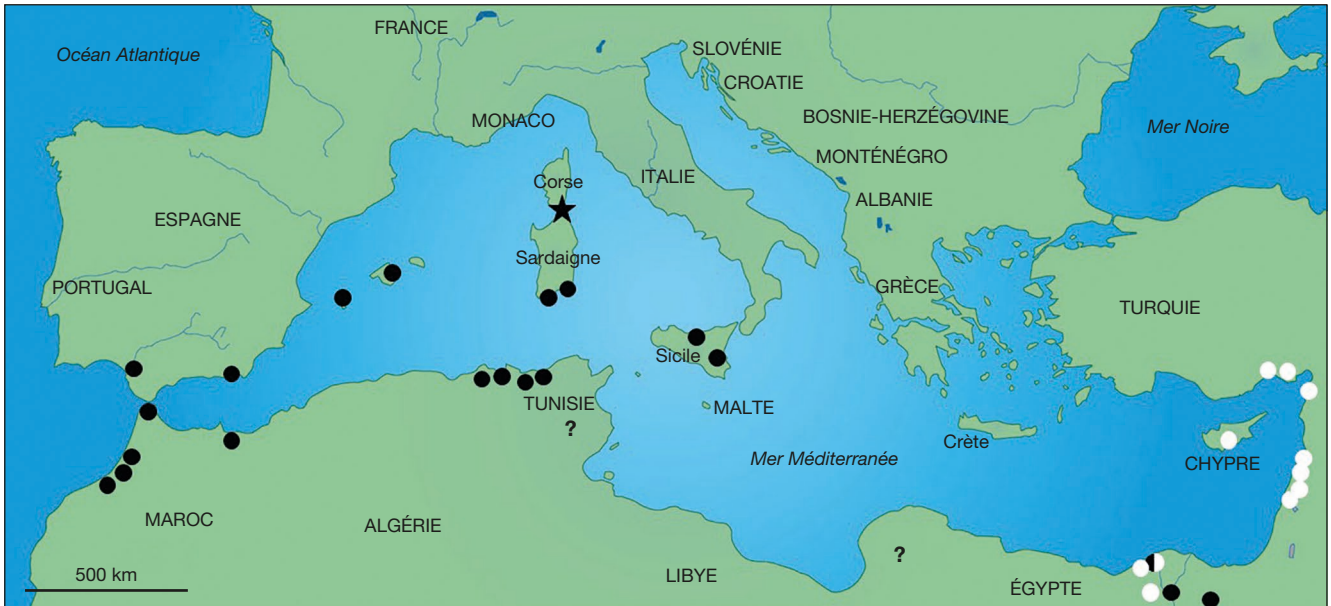 FRANCE
Océan Atlantique
SLOVÉNIE
CROATIE
BOSNIE-HERZÉGOVINE
Mer Noire
MONACO
MONTÉNÉGRO
ITALIE
Corse
ALBANIE
ESPAGNE
Sardaigne
PORTUGAL
GRÈCE
TURQUIE
Sicile
TUNISIE
MALTE
?
Crète
Mer Méditerranée
CHYPRE
MAROC
ALGÉRIE
?
500 km
LIBYE
ÉGYPTE